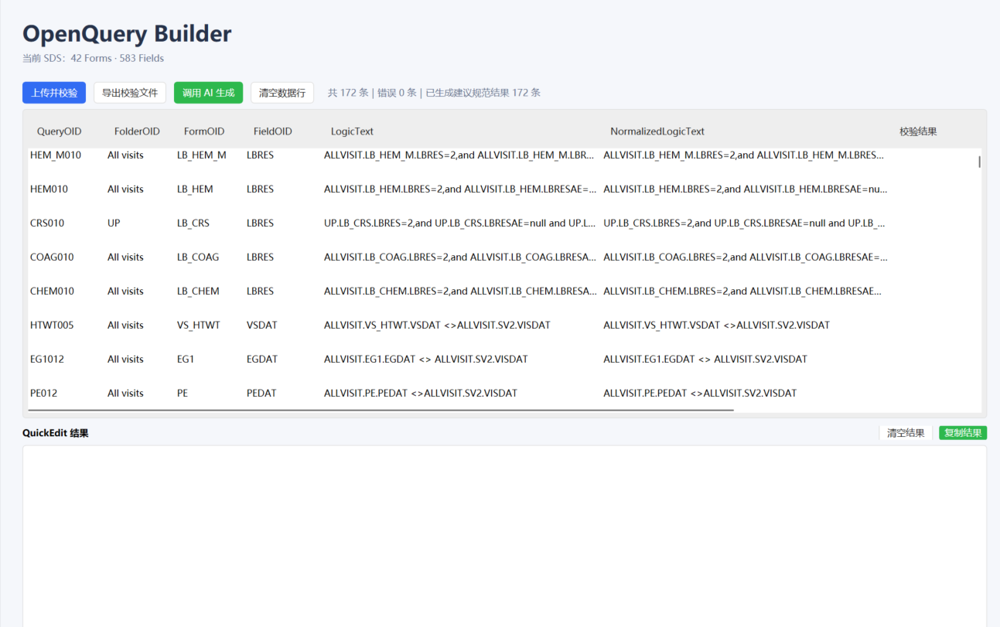 OpenQuery Builder
当前 SDS：42 Forms · 583 Fields
上传并校验 导出校验文件 调用 AI 生成 清空数据行 共 172 条 | 错误 0 条 | 已生成建议规范结果 172 条
QueryOID FolderOID FormOID FieldOID LogicText NormalizedLogicText 校验结果
HEM_M010 All visits LB_HEM_M LBRES ALLVISIT.LB_HEM_M.LBRES=2,and ALLVISIT.LB_HEM_M.LBR... ALLVISIT.LB_HEM_M.LBRES=2,and ALLVISIT.LB_HEM_M.LBRES...
HEM010 All visits LB_HEM LBRES ALLVISIT.LB_HEM.LBRES=2,and ALLVISIT.LB_HEM.LBRESAE=... ALLVISIT.LB_HEM.LBRES=2,and ALLVISIT.LB_HEM.LBRESAE=nu...
CRS010 UP LB_CRS LBRES UP.LB_CRS.LBRES=2,and UP.LB_CRS.LBRESAE=null and UP.L... UP.LB_CRS.LBRES=2,and UP.LB_CRS.LBRESAE=null and UP.LB_...
COAG010 All visits LB_COAG LBRES ALLVISIT.LB_COAG.LBRES=2,and ALLVISIT.LB_COAG.LBRESA... ALLVISIT.LB_COAG.LBRES=2,and ALLVISIT.LB_COAG.LBRESAE=...
CHEM010 All visits LB_CHEM LBRES ALLVISIT.LB_CHEM.LBRES=2,and ALLVISIT.LB_CHEM.LBRESA... ALLVISIT.LB_CHEM.LBRES=2,and ALLVISIT.LB_CHEM.LBRESAE...
HTWT005 All visits VS_HTWT VSDAT ALLVISIT.VS_HTWT.VSDAT <>ALLVISIT.SV2.VISDAT ALLVISIT.VS_HTWT.VSDAT <>ALLVISIT.SV2.VISDAT
EG1012 All visits EG1 EGDAT ALLVISIT.EG1.EGDAT <> ALLVISIT.SV2.VISDAT ALLVISIT.EG1.EGDAT <> ALLVISIT.SV2.VISDAT
PE012 All visits PE PEDAT ALLVISIT.PE.PEDAT <>ALLVISIT.SV2.VISDAT ALLVISIT.PE.PEDAT <>ALLVISIT.SV2.VISDAT
QuickEdit 结果 清空结果 复制结果